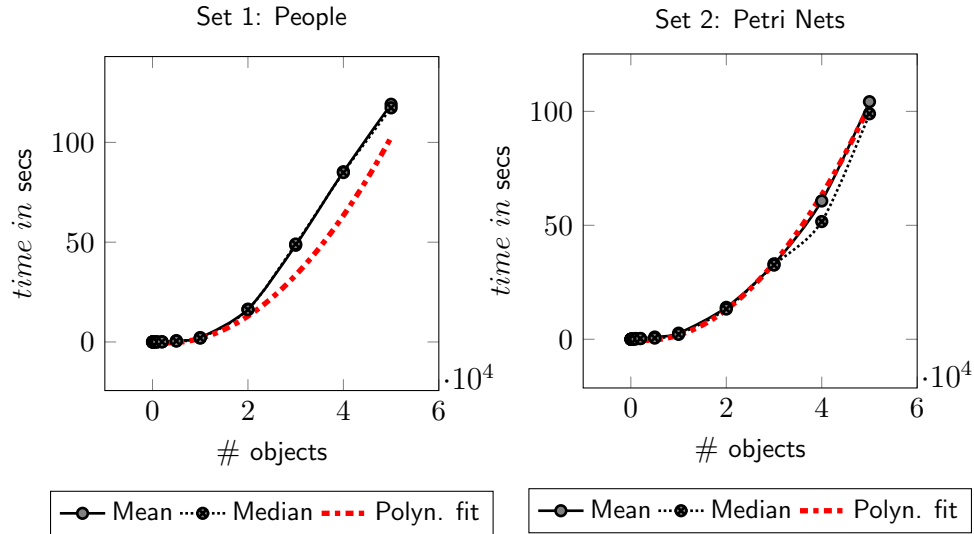 Set 1: People
time in secs
100
50
0
0 2 4 6
·10^4
# objects
Mean Median Polyn. fit
Set 2: Petri Nets
time in secs
100
50
0
0 2 4 6
·10^4
# objects
Mean Median Polyn. fit